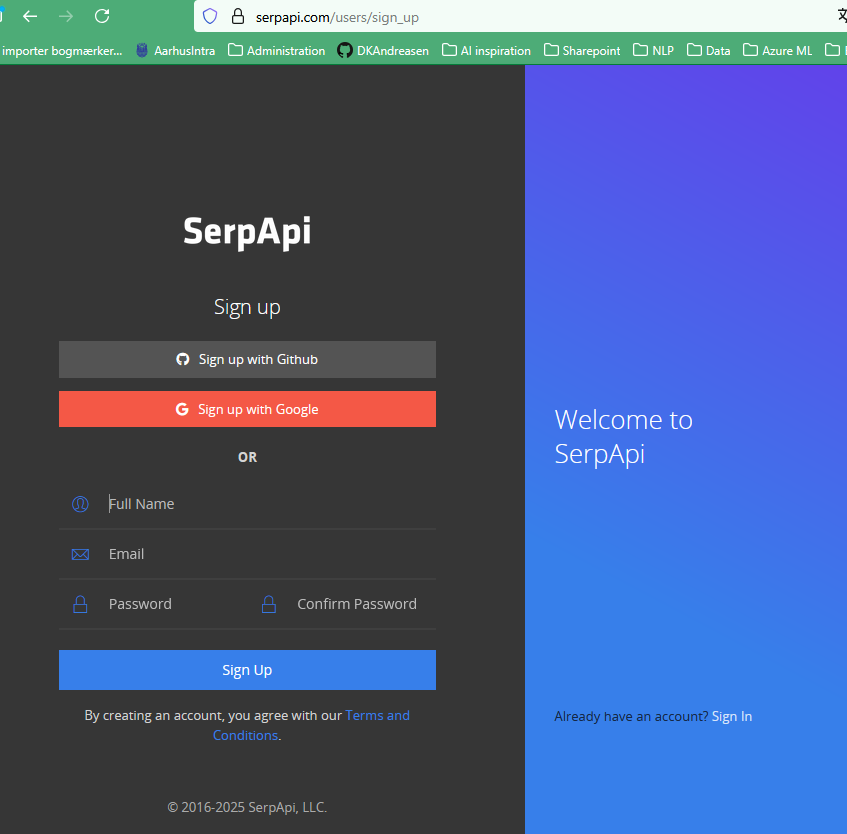 serpapi.com/users/sign_up
importer bogmærker... AarhusIntra Administration DKAndreasen AI inspiration Sharepoint NLP Data Azure ML
SerpApi
Sign up
Sign up with Github
Sign up with Google
OR
Full Name
Email
Password Confirm Password
Sign Up
By creating an account, you agree with our Terms and
Conditions.
© 2016-2025 SerpApi, LLC.
Welcome to
SerpApi
Already have an account? Sign In